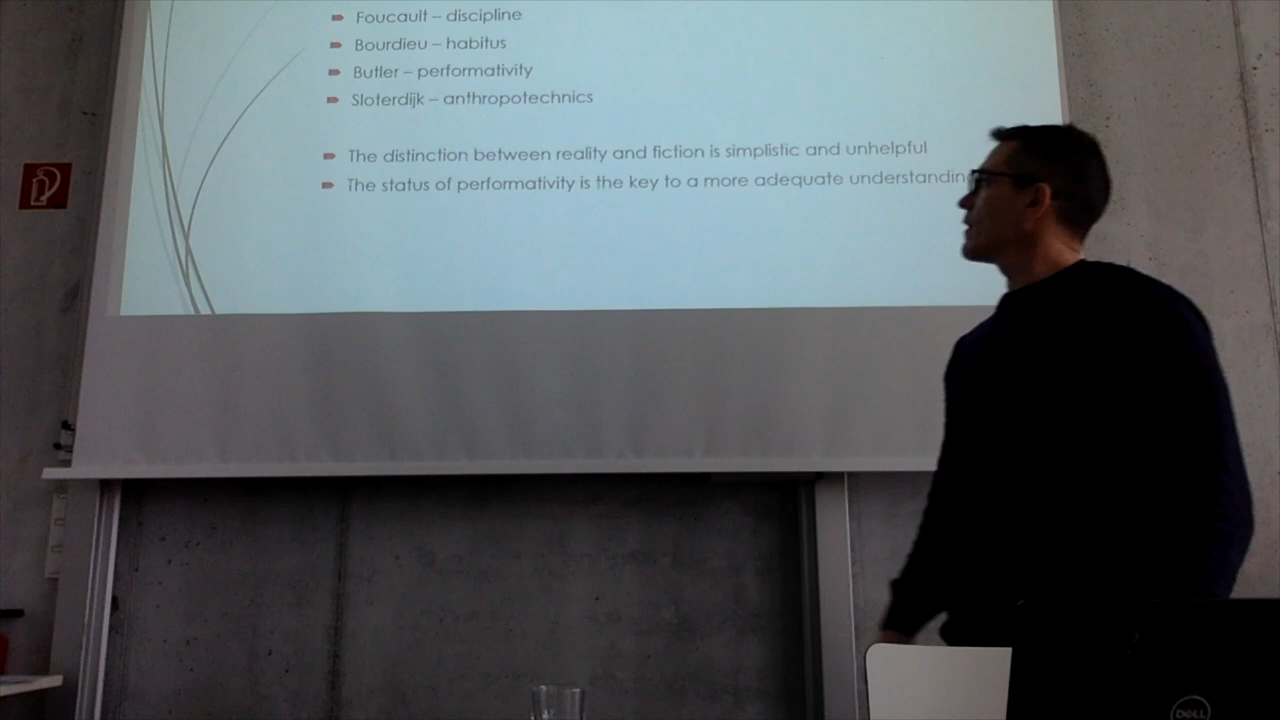 Foucault – discipline
Bourdieu – habitus
Butler – performativity
Sloterdijk – anthropotechnics
The distinction between reality and fiction is simplistic and unhelpful
The status of performativity is the key to a more adequate understanding
DELL